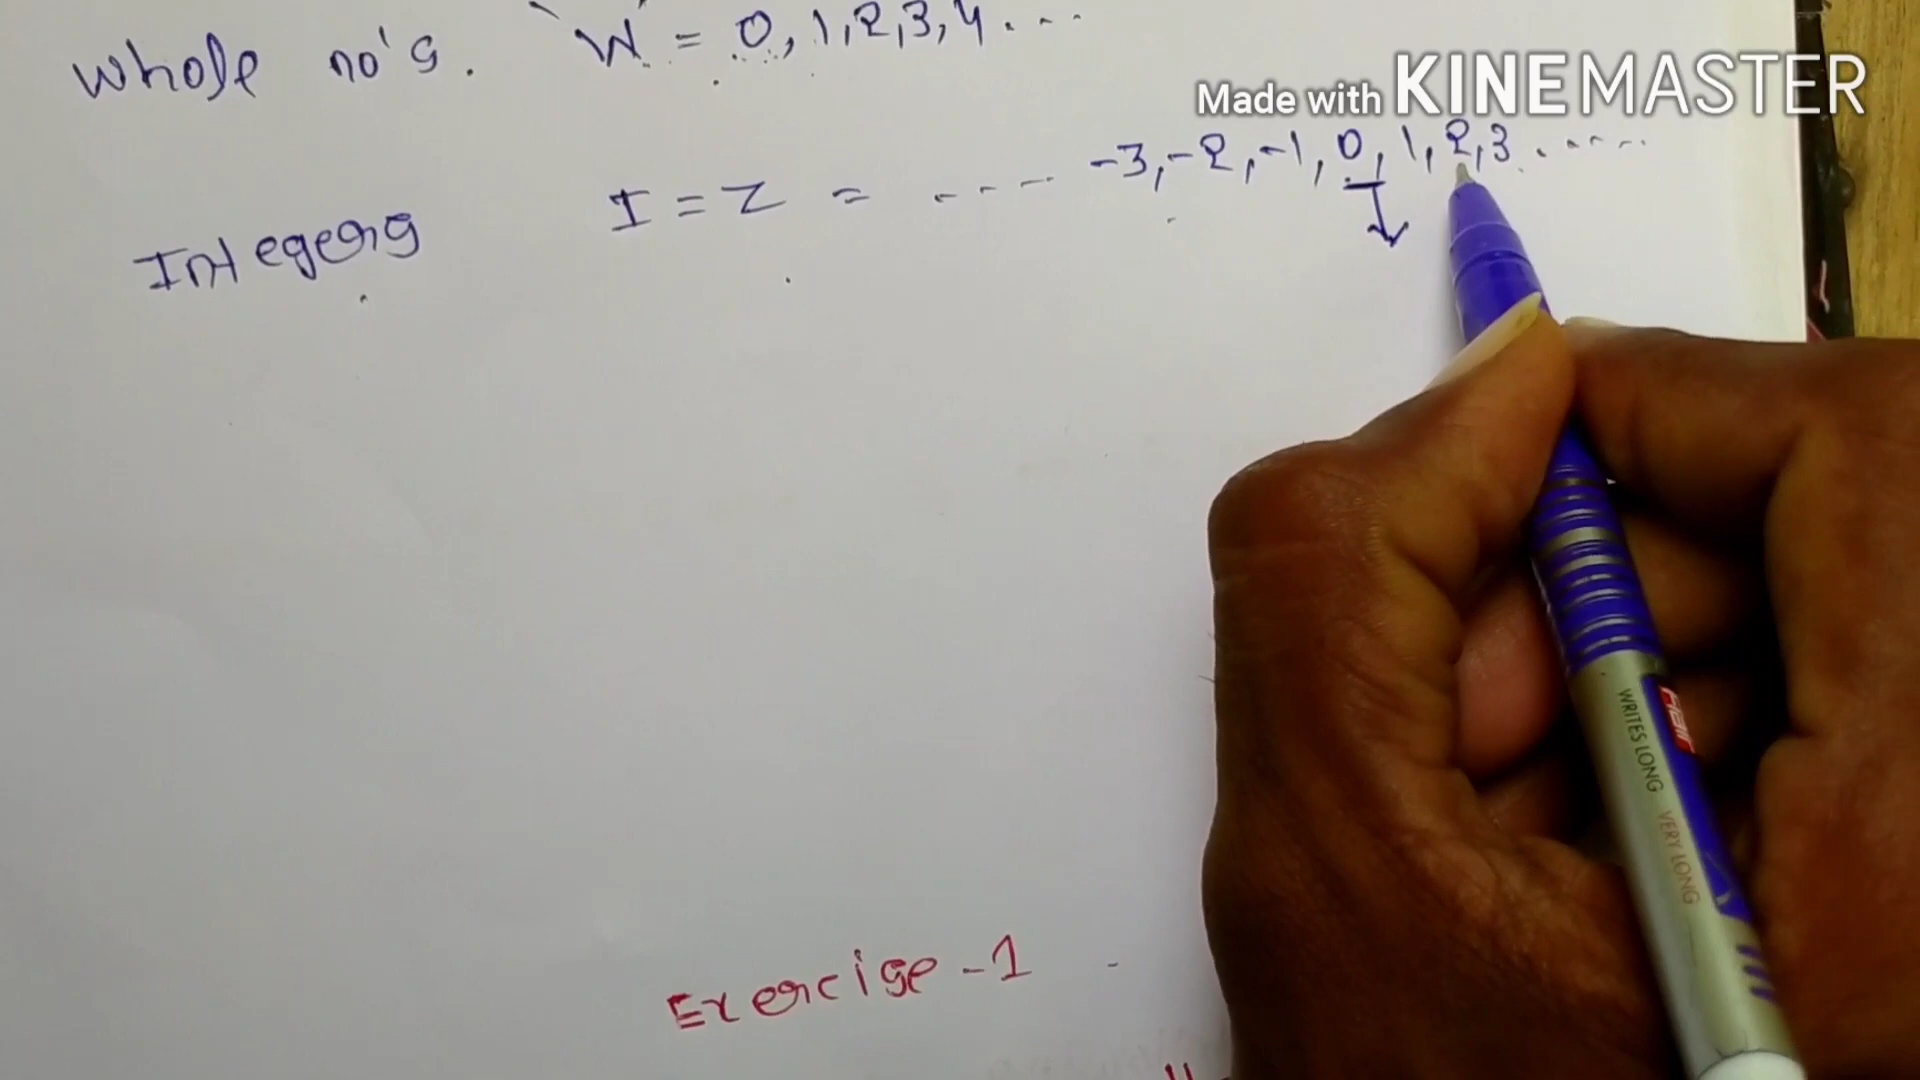 Whole no's. W = 0, 1, 2, 3, 4 . - - -
Made with KINEMASTER
Integers I = Z = - - - - -3, -2, -1, 0, 1, 2, 3 . - - - -
WRITES LONG VERY LONG
Exercise - 1